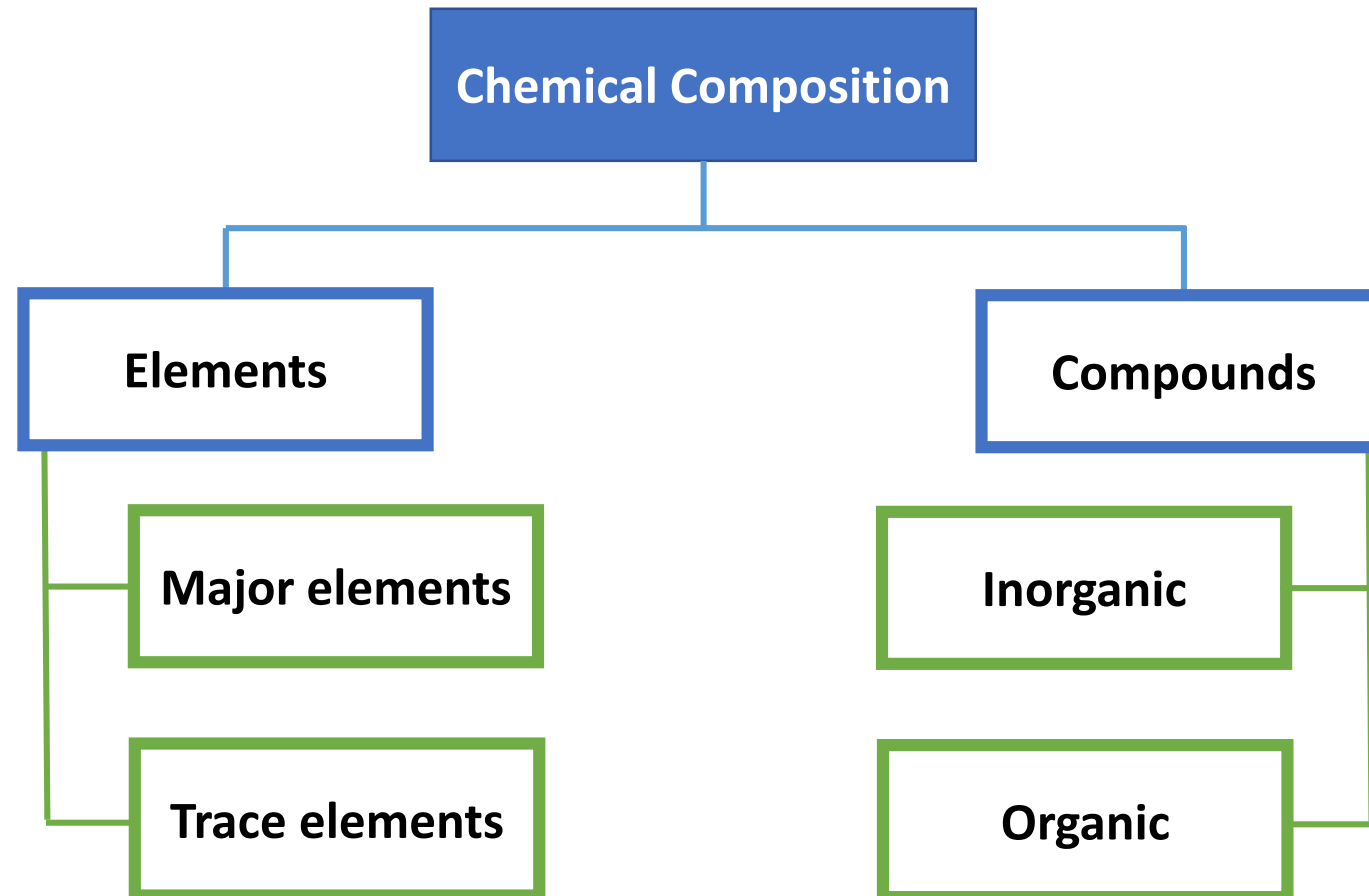 Chemical Composition
Elements
Compounds
Major elements
Inorganic
Trace elements
Organic